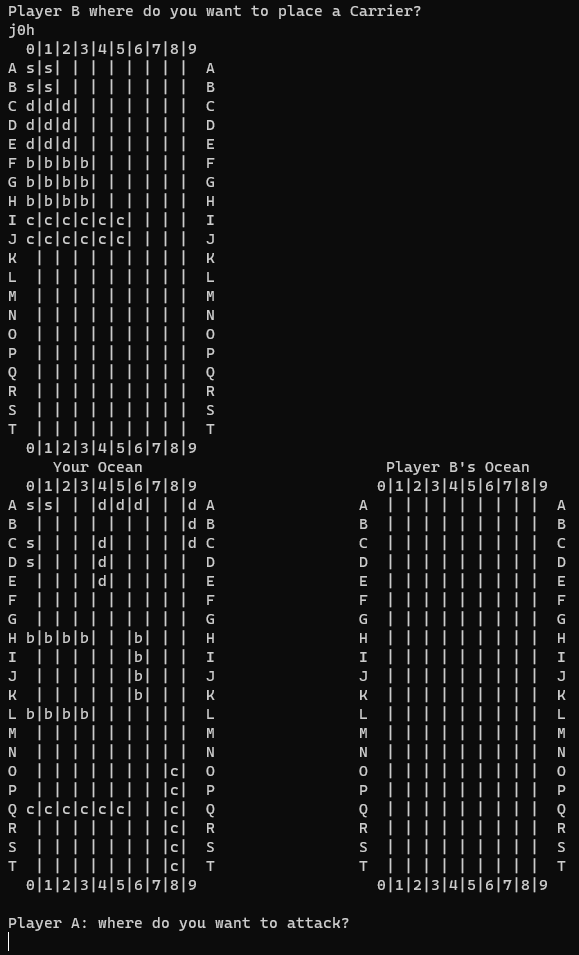 Player B where do you want to place a Carrier?
j0h
  0|1|2|3|4|5|6|7|8|9
A s|s| | | | | | | |  A
B s|s| | | | | | | |  B
C d|d|d| | | | | | |  C
D d|d|d| | | | | | |  D
E d|d|d| | | | | | |  E
F b|b|b|b| | | | | |  F
G b|b|b|b| | | | | |  G
H b|b|b|b| | | | | |  H
I c|c|c|c|c|c| | | |  I
J c|c|c|c|c|c| | | |  J
K  | | | | | | | | |  K
L  | | | | | | | | |  L
M  | | | | | | | | |  M
N  | | | | | | | | |  N
O  | | | | | | | | |  O
P  | | | | | | | | |  P
Q  | | | | | | | | |  Q
R  | | | | | | | | |  R
S  | | | | | | | | |  S
T  | | | | | | | | |  T
  0|1|2|3|4|5|6|7|8|9
     Your Ocean                           Player B's Ocean
  0|1|2|3|4|5|6|7|8|9                    0|1|2|3|4|5|6|7|8|9
A s|s| | |d|d|d| | |d A                A  | | | | | | | | |  A
B  | | | | | | | | |d B                B  | | | | | | | | |  B
C s| | | |d| | | | |d C                C  | | | | | | | | |  C
D s| | | |d| | | | |  D                D  | | | | | | | | |  D
E  | | | |d| | | | |  E                E  | | | | | | | | |  E
F  | | | | | | | | |  F                F  | | | | | | | | |  F
G  | | | | | | | | |  G                G  | | | | | | | | |  G
H b|b|b|b| | |b| | |  H                H  | | | | | | | | |  H
I  | | | | | |b| | |  I                I  | | | | | | | | |  I
J  | | | | | |b| | |  J                J  | | | | | | | | |  J
K  | | | | | |b| | |  K                K  | | | | | | | | |  K
L b|b|b|b| | | | | |  L                L  | | | | | | | | |  L
M  | | | | | | | | |  M                M  | | | | | | | | |  M
N  | | | | | | | | |  N                N  | | | | | | | | |  N
O  | | | | | | | |c|  O                O  | | | | | | | | |  O
P  | | | | | | | |c|  P                P  | | | | | | | | |  P
Q c|c|c|c|c|c| | |c|  Q                Q  | | | | | | | | |  Q
R  | | | | | | | |c|  R                R  | | | | | | | | |  R
S  | | | | | | | |c|  S                S  | | | | | | | | |  S
T  | | | | | | | |c|  T                T  | | | | | | | | |  T
  0|1|2|3|4|5|6|7|8|9                    0|1|2|3|4|5|6|7|8|9
Player A: where do you want to attack?